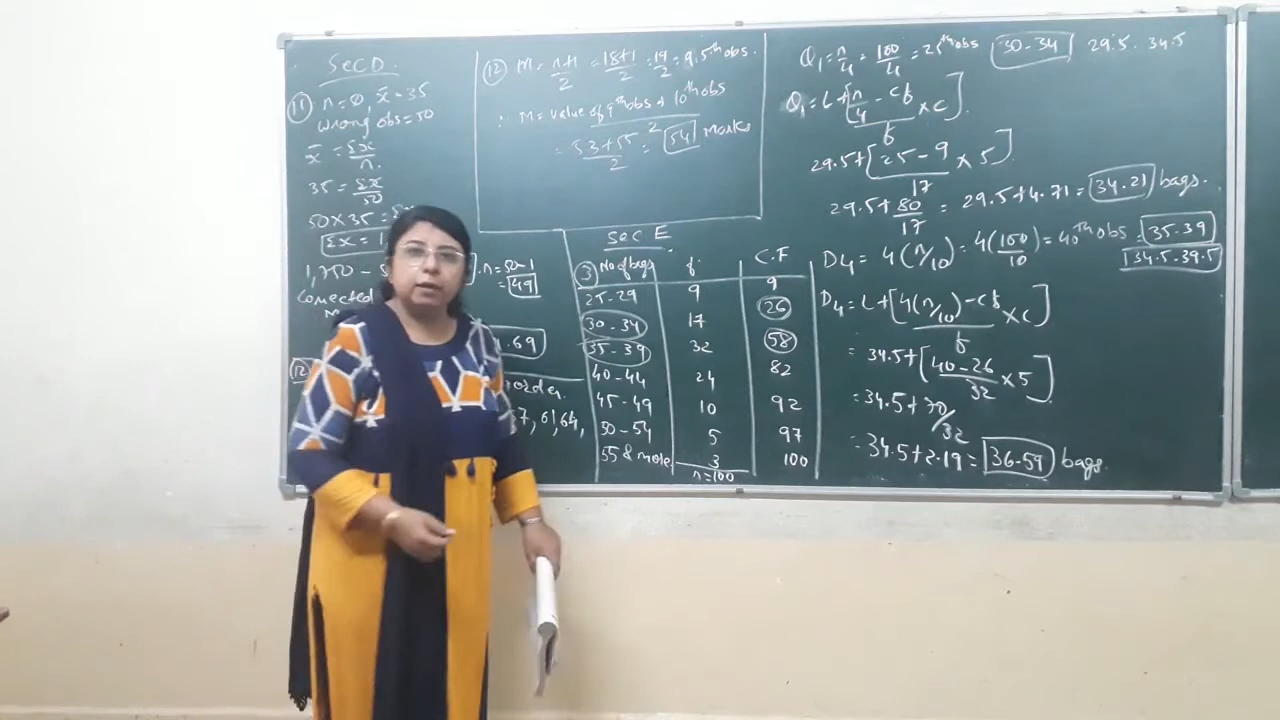 Sec D.
11 n = 0, x̄ = 35
wrong obs = 50
x̄ = Σx/n.
35 = Σx/50
50 × 35 =
Σx = 1
1,750 -
n = 50-1
= 49
Corrected
.69
12
order.
57, 61, 64,
12 M = n+1/2 = 18+1/2 = 19/2 = 9.5th obs.
∴ M = value of 9th obs + 10th obs / 2
= 53+55/2 = 54 Marks
Sec E
3 No of bags f C.F
25-29 9 9
30-34 17 26
35-39 32 58
40-44 24 82
45-49 10 92
50-54 5 97
55 & more 3 100
n=100
Q1 = n/4 = 100/4 = 25th obs 30-34 29.5. 34.5
Q1 = L + [n/4 - cf / f × c].
29.5 + [25-9/17 × 5].
29.5 + 80/17 = 29.5 + 4.71 = 34.21 bags.
D4 = 4(n/10) = 4(100/10) = 40th obs = 35-39
34.5-39.5
D4 = L + [4(n/10) - cf / f × c]
= 34.5 + [40-26/32 × 5]
= 34.5 + 70/32
= 34.5 + 2.19 = 36.59 bags.